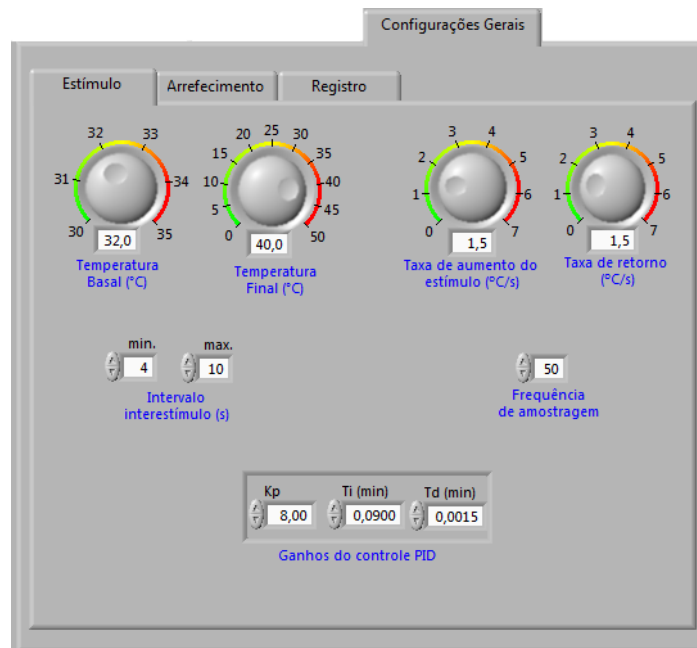 Configurações Gerais
Estímulo
Arrefecimento
Registro
30
31
32
33
34
35
32,0
Temperatura
Basal (°C)
0
5
10
15
20
25
30
35
40
45
50
40,0
Temperatura
Final (°C)
0
1
2
3
4
5
6
7
1,5
Taxa de aumento do
estímulo (ºC/s)
0
1
2
3
4
5
6
7
1,5
Taxa de retorno
(ºC/s)
min.
4
max.
10
Intervalo
interestímulo (s)
50
Frequência
de amostragem
Kp
8,00
Ti (min)
0,0900
Td (min)
0,0015
Ganhos do controle PID